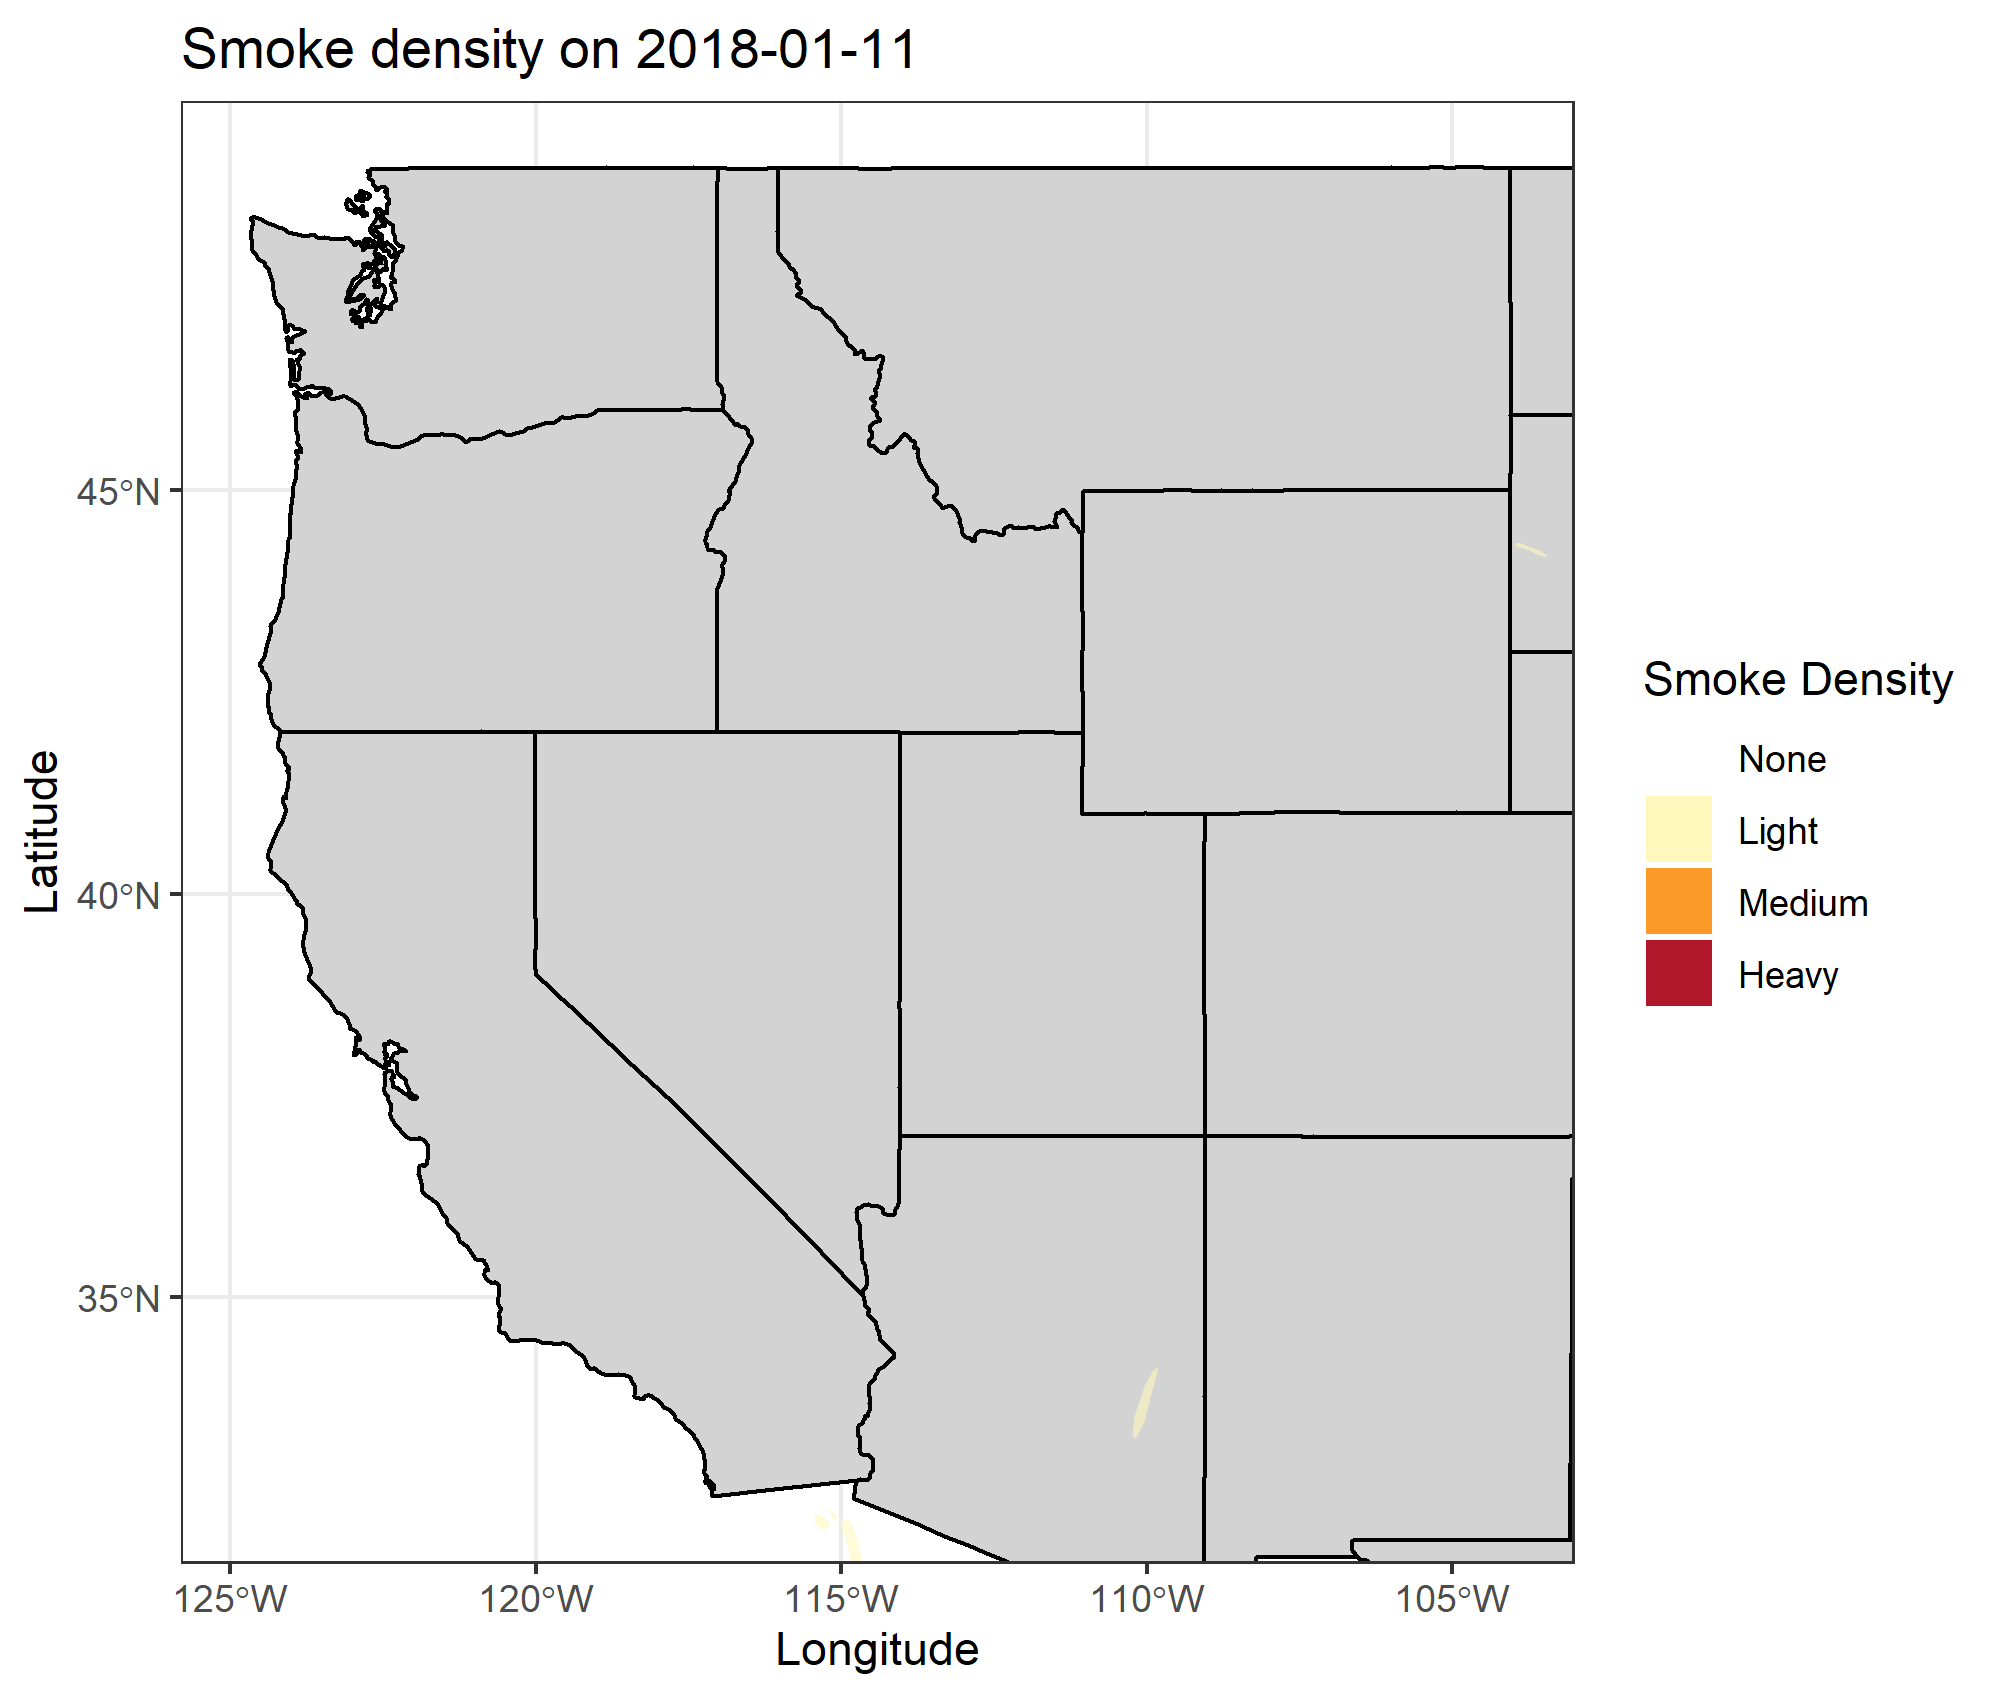 Smoke density on 2018-01-11
45°N
40°N
35°N
Latitude
125°W
120°W
115°W
110°W
105°W
Longitude
Smoke Density
None
Light
Medium
Heavy